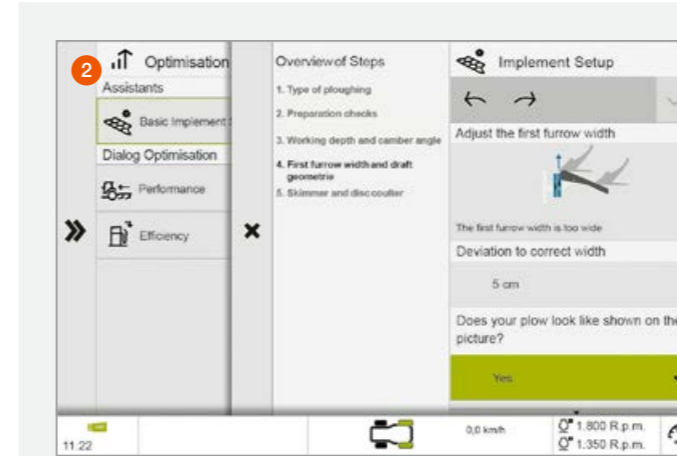 2
Optimisation
Assistants
Basic Implement
Dialog Optimisation
Performance
Efficiency
Overview of Steps
1. Type of ploughing
2. Preparation checks
3. Working depth and camber angle
4. First furrow width and draft
geometrie
5. Skimmer and disc coulter
Implement Setup
Adjust the first furrow width
The first furrow width is too wide
Deviation to correct width
5 cm
Does your plow look like shown on the
picture?
Yes
11.22
0,0 km/h
1.800 R.p.m.
1.350 R.p.m.